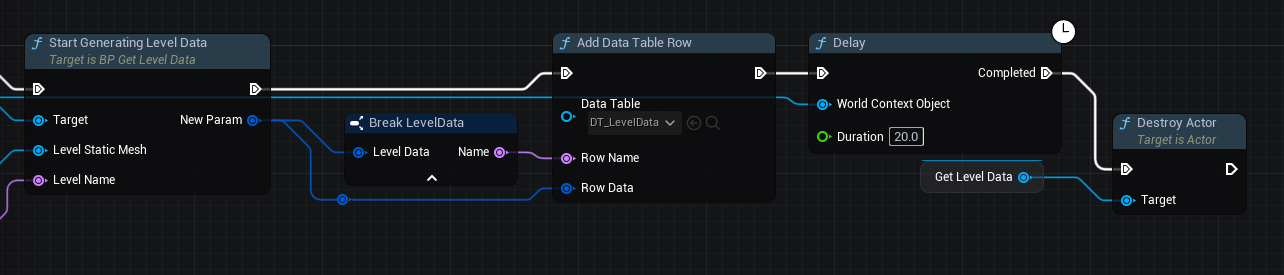 Start Generating Level Data
Target is BP Get Level Data
Target
New Param
Level Static Mesh
Level Name
Break LevelData
Level Data
Name
Add Data Table Row
Data Table
DT_LevelData
Row Name
Row Data
Delay
Completed
World Context Object
Duration
20.0
Get Level Data
Destroy Actor
Target is Actor
Target